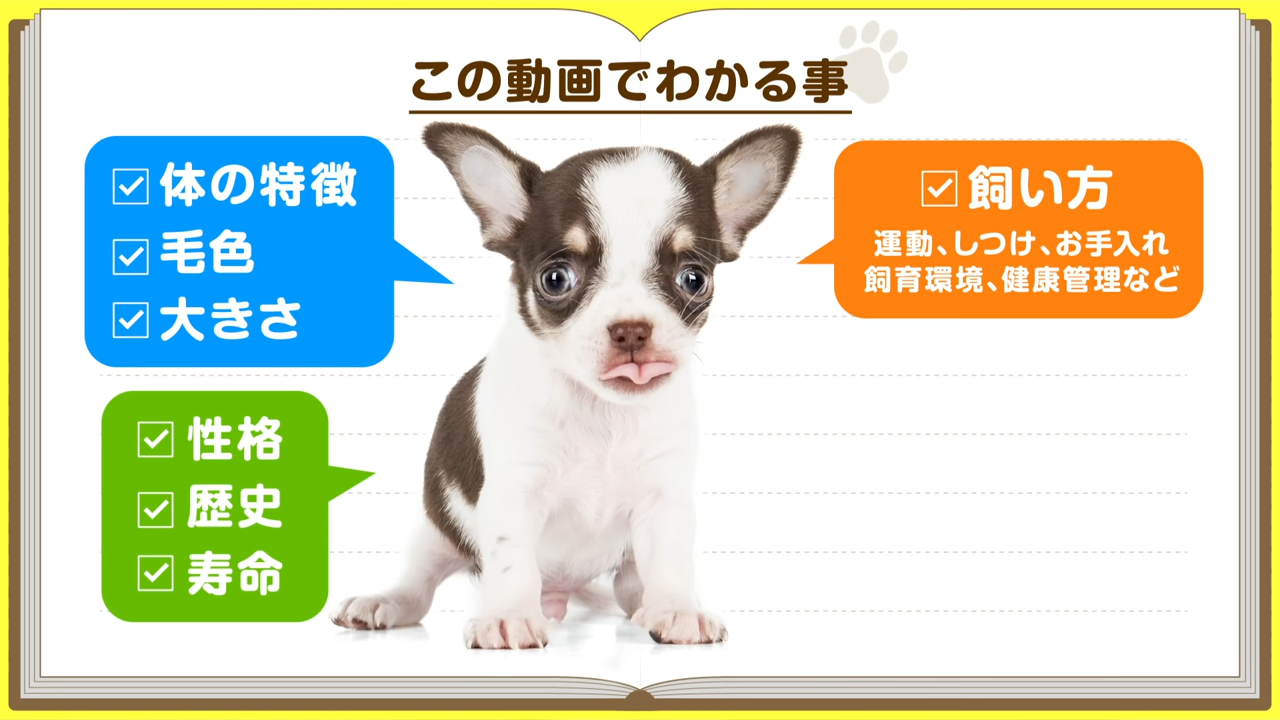 この動画でわかる事
体の特徴
毛色
大きさ
性格
歴史
寿命
飼い方
運動、しつけ、お手入れ
飼育環境、健康管理など